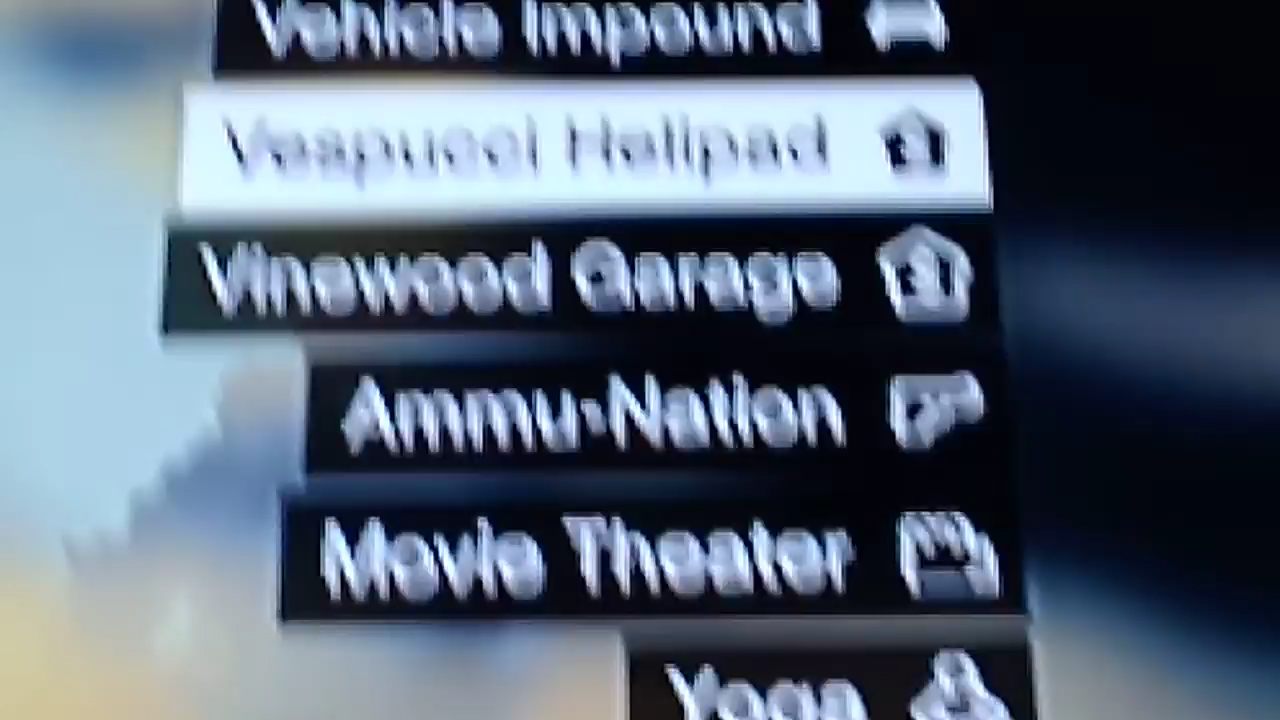 Vehicle Impound
Vespucci Helipad
Vinewood Garage
Ammu-Nation
Movie Theater
Yoga